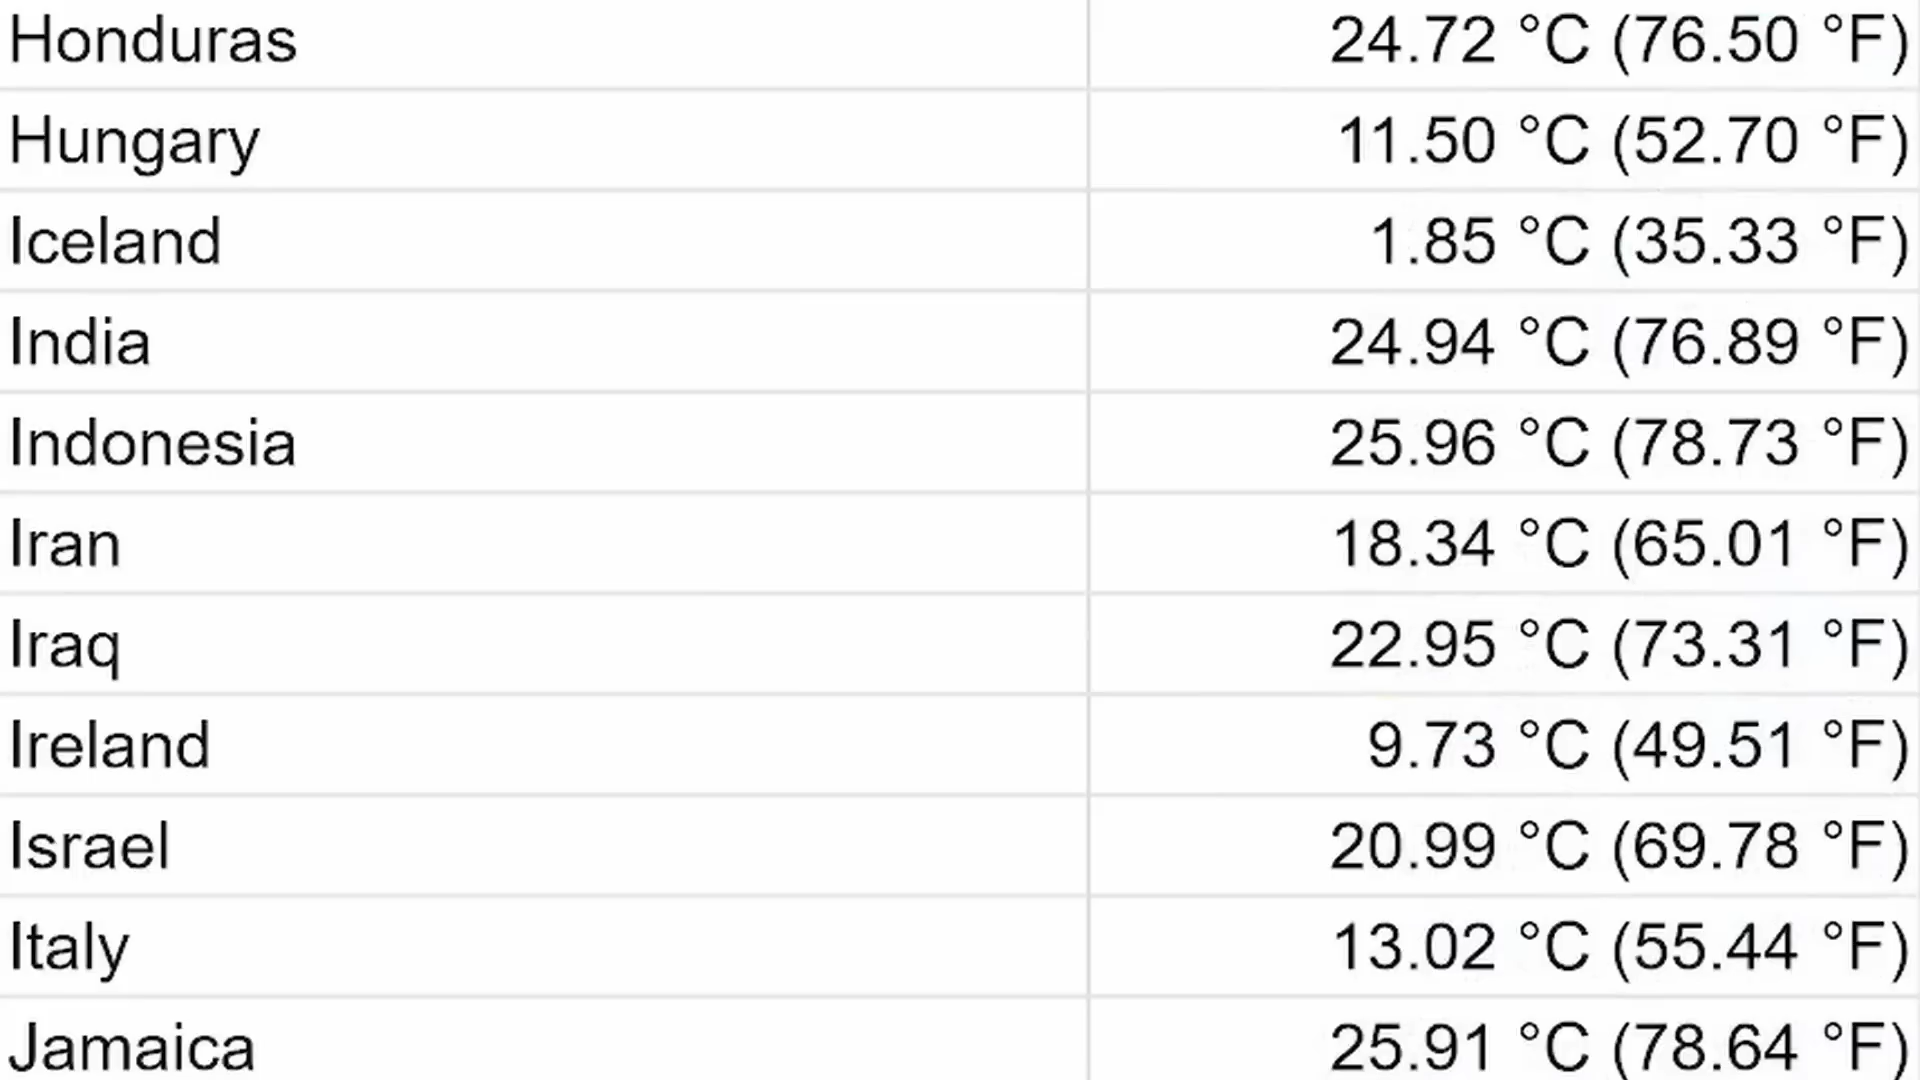 Honduras 24.72 °C (76.50 °F)
Hungary 11.50 °C (52.70 °F)
Iceland 1.85 °C (35.33 °F)
India 24.94 °C (76.89 °F)
Indonesia 25.96 °C (78.73 °F)
Iran 18.34 °C (65.01 °F)
Iraq 22.95 °C (73.31 °F)
Ireland 9.73 °C (49.51 °F)
Israel 20.99 °C (69.78 °F)
Italy 13.02 °C (55.44 °F)
Jamaica 25.91 °C (78.64 °F)